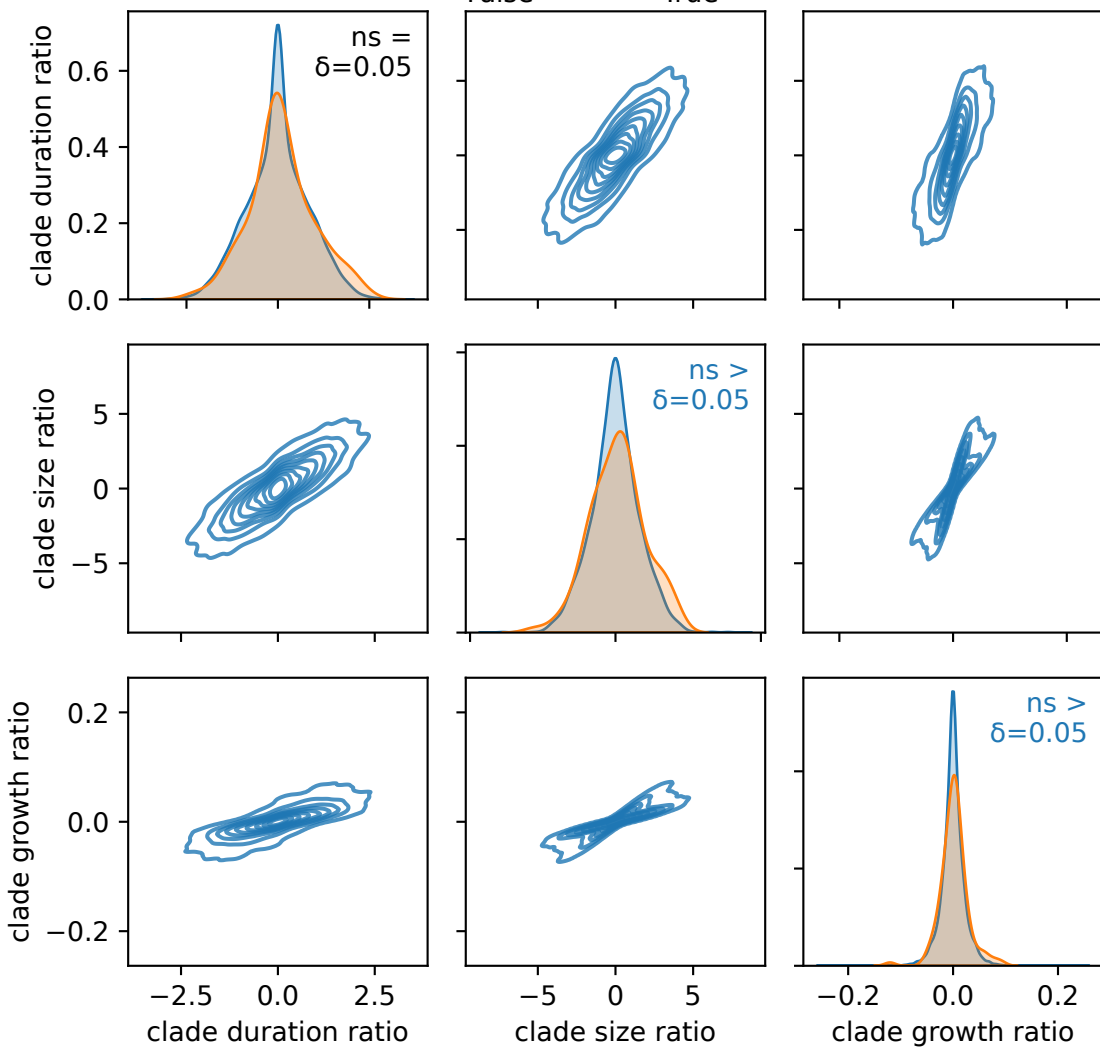 clade duration ratio
0.6
0.4
0.2
0.0
ns =
δ=0.05
clade size ratio
5
0
−5
ns >
δ=0.05
clade growth ratio
0.2
0.0
−0.2
ns >
δ=0.05
−2.5 0.0 2.5
−5 0 5
−0.2 0.0 0.2
clade duration ratio
clade size ratio
clade growth ratio